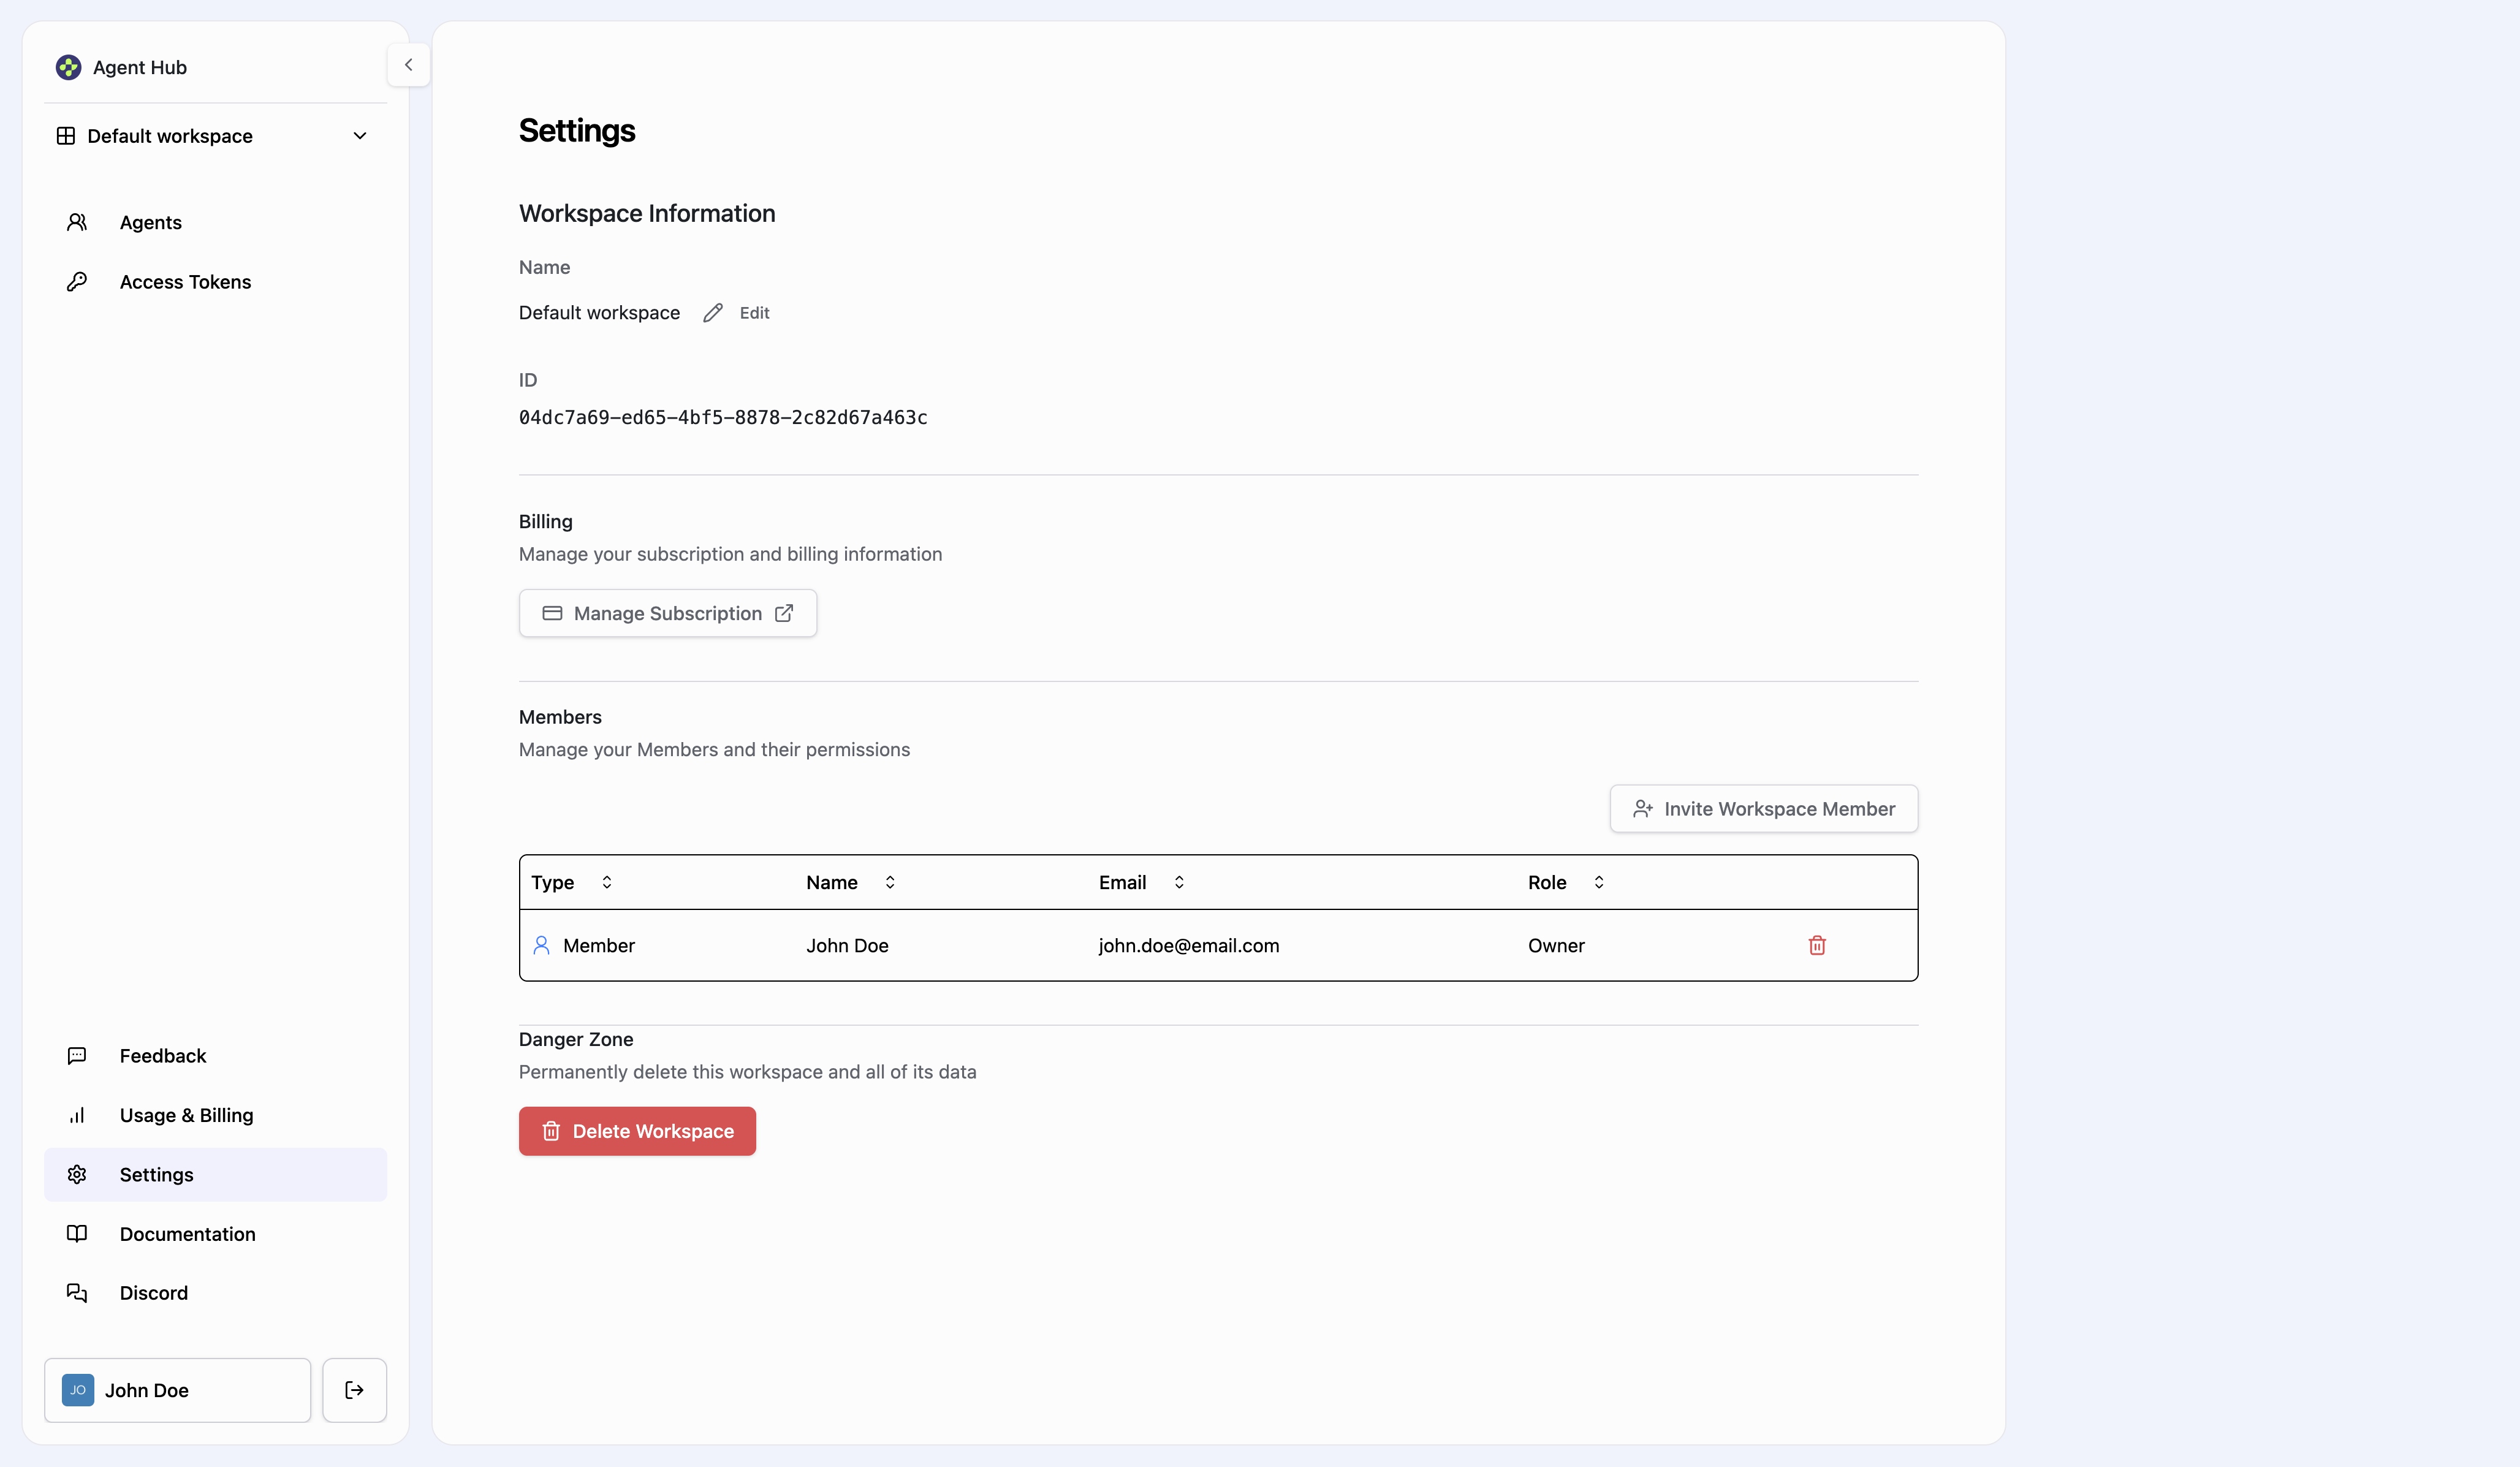 Agent Hub
Default workspace
Agents
Access Tokens
Feedback
Usage & Billing
Settings
Documentation
Discord
JO John Doe
Settings
Workspace Information
Name
Default workspace Edit
ID
04dc7a69-ed65-4bf5-8878-2c82d67a463c
Billing
Manage your subscription and billing information
Manage Subscription
Members
Manage your Members and their permissions
Invite Workspace Member
Type Name Email Role
Member John Doe john.doe@email.com Owner
Danger Zone
Permanently delete this workspace and all of its data
Delete Workspace